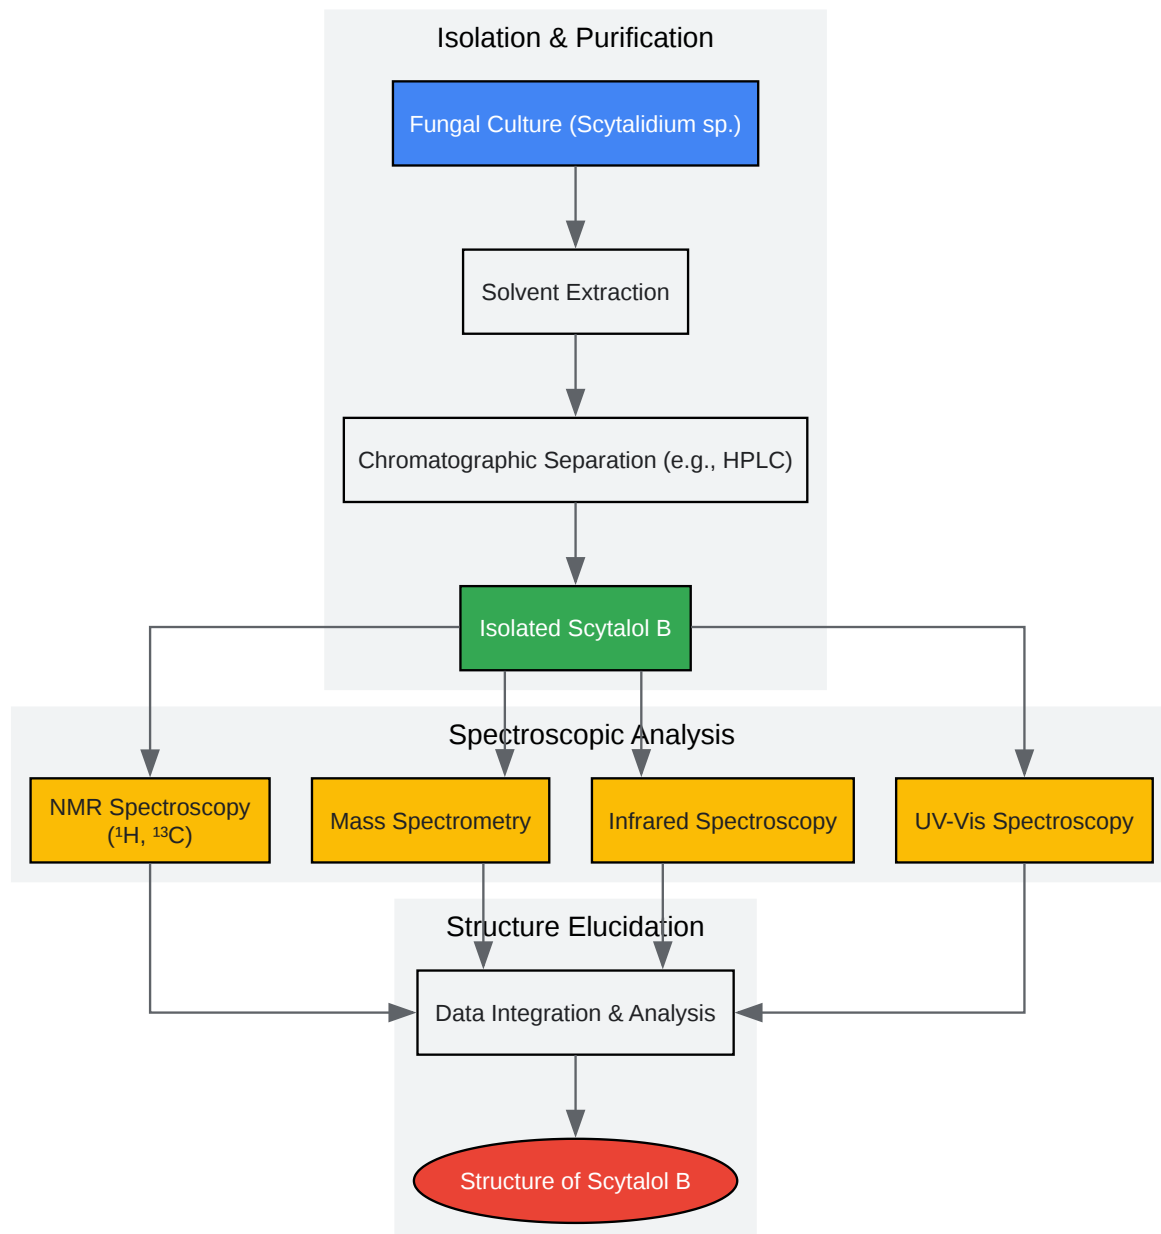 Isolation & Purification
Fungal Culture (Scytalidium sp.)
Solvent Extraction
Chromatographic Separation (e.g., HPLC)
Isolated Scytalol B
Spectroscopic Analysis
NMR Spectroscopy
(¹H, ¹³C)
Mass Spectrometry
Infrared Spectroscopy
UV-Vis Spectroscopy
Structure Elucidation
Data Integration & Analysis
Structure of Scytalol B